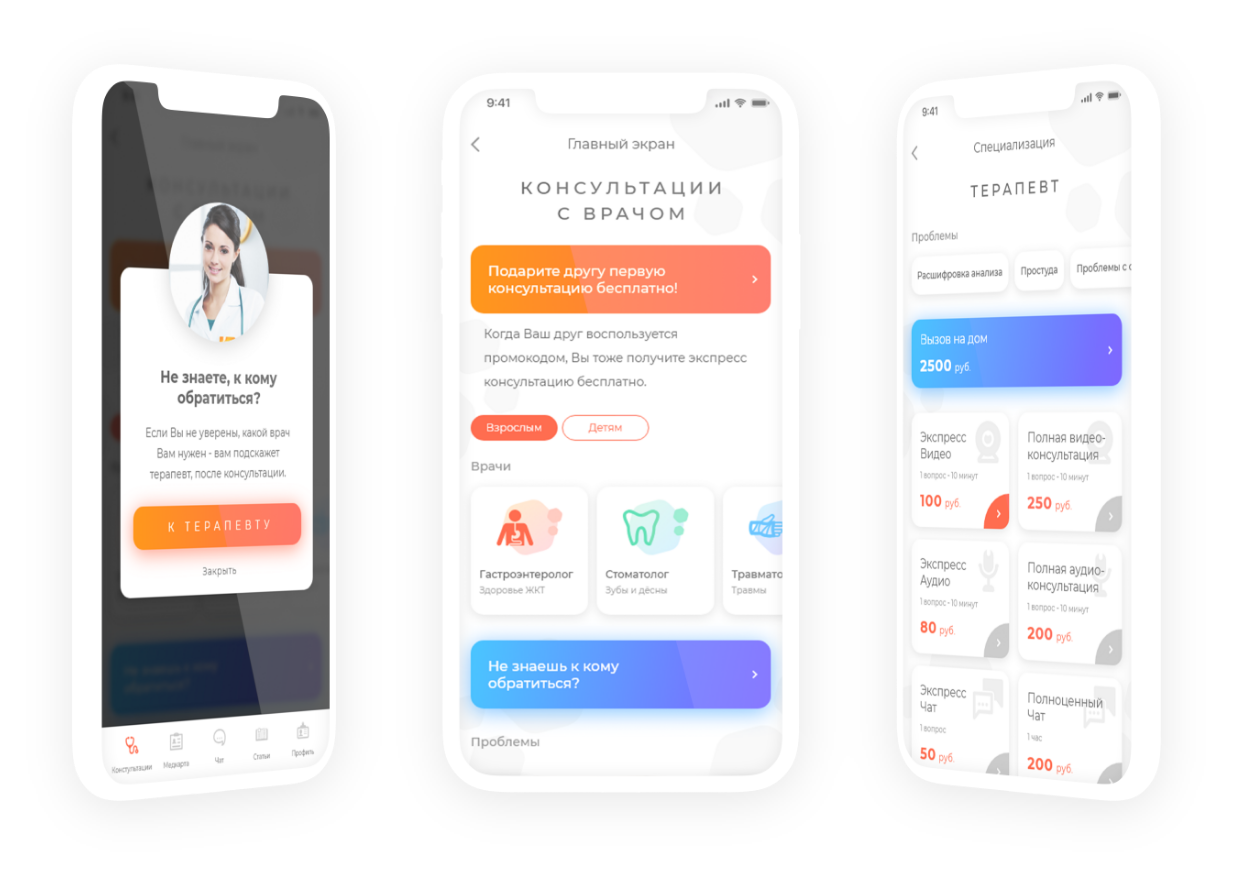 Не знаете, к кому
обратиться?
Если Вы не уверены, какой врач
Вам нужен - вам подскажет
терапевт, после консультации.
К ТЕРАПЕВТУ
Закрыть
Консультации
Медкарта
Чат
Статьи
Профиль
9:41
Главный экран
КОНСУЛЬТАЦИИ
С ВРАЧОМ
Подарите другу первую
консультацию бесплатно!
Когда Ваш друг воспользуется
промокодом, Вы тоже получите экспресс
консультацию бесплатно.
Взрослым
Детям
Врачи
Гастроэнтеролог
Здоровье ЖКТ
Стоматолог
Зубы и дёсны
Травмато
Травмы
Не знаешь к кому
обратиться?
Проблемы
9:41
Специализация
ТЕРАПЕВТ
Проблемы
Расшифровка анализа
Простуда
Проблемы с с
Вызов на дом
2500 руб.
Экспресс
Видео
1 вопрос - 10 минут
100 руб.
Полная видео-
консультация
1 вопрос - 10 минут
250 руб.
Экспресс
Аудио
1 вопрос - 10 минут
80 руб.
Полная аудио-
консультация
1 вопрос - 10 минут
200 руб.
Экспресс
Чат
1 вопрос
50 руб.
Полноценный
Чат
1 час
200 руб.